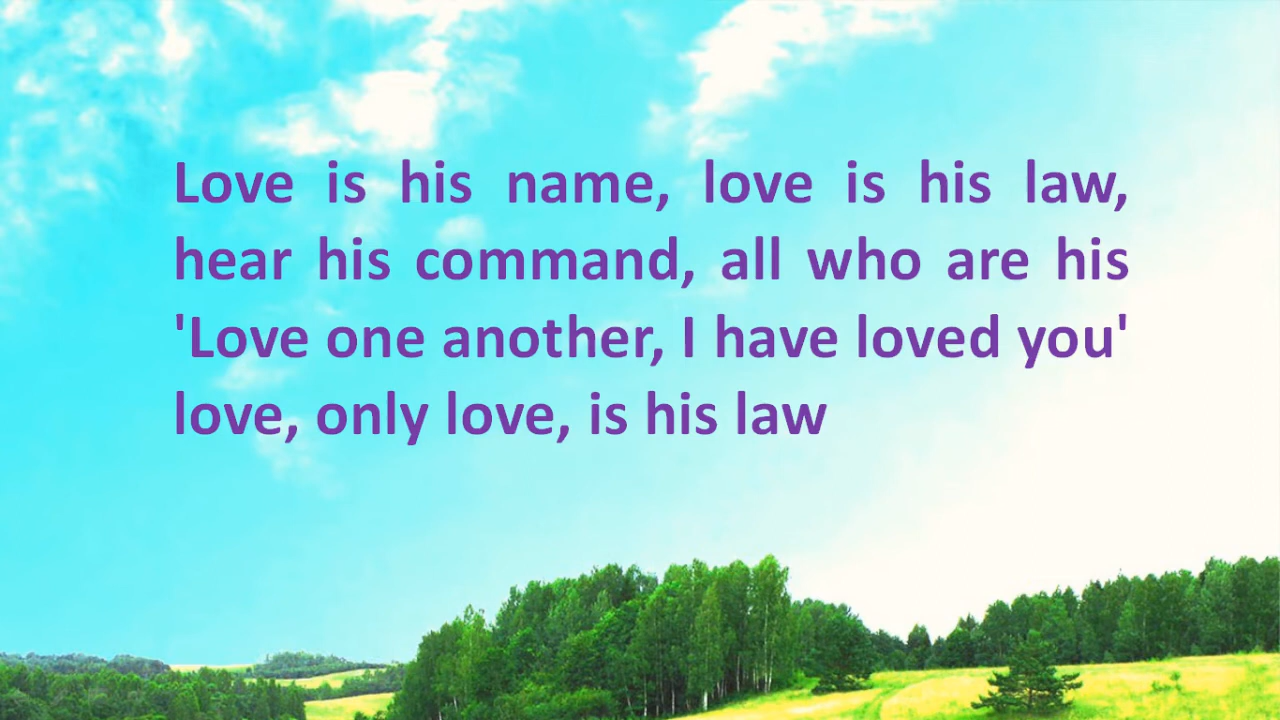 Love is his name, love is his law,
hear his command, all who are his
'Love one another, I have loved you'
love, only love, is his law